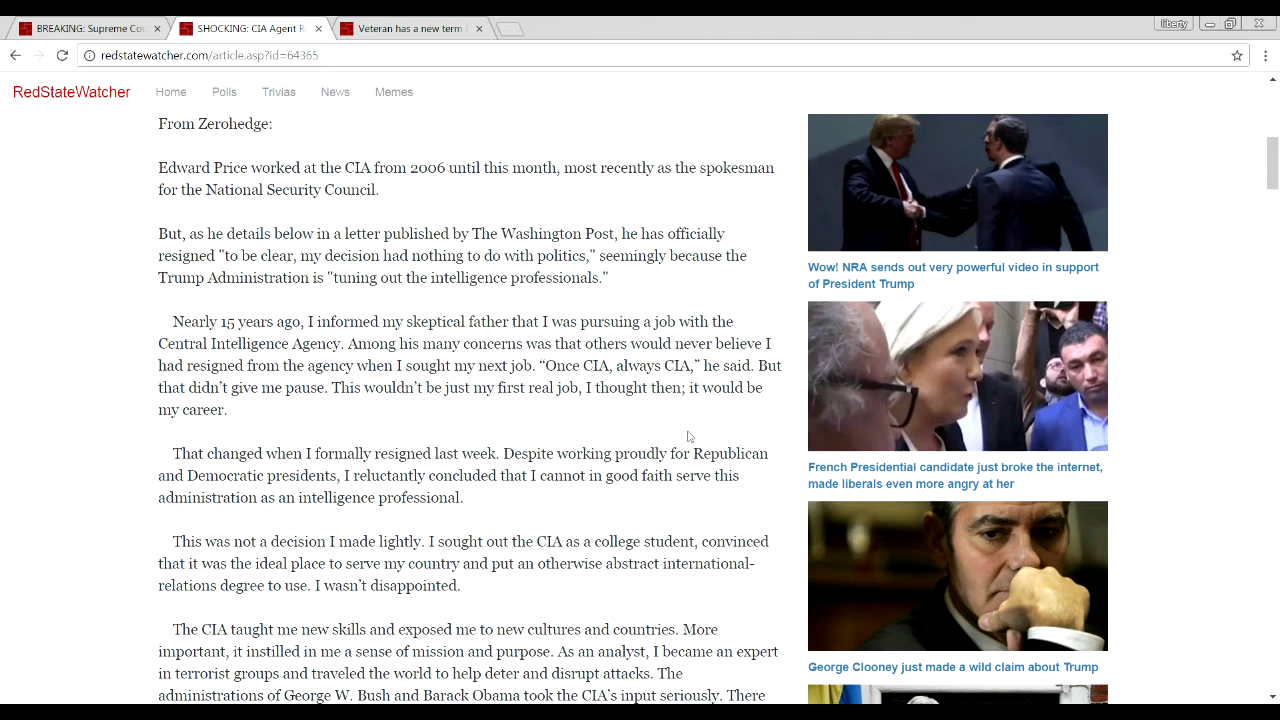 BREAKING: Supreme Cou
SHOCKING: CIA Agent R
Veteran has a new term
liberty
redstatewatcher.com/article.asp?id=64365
RedStateWatcher Home Polls Trivias News Memes
From Zerohedge:
Edward Price worked at the CIA from 2006 until this month, most recently as the spokesman
for the National Security Council.
But, as he details below in a letter published by The Washington Post, he has officially
resigned "to be clear, my decision had nothing to do with politics," seemingly because the
Trump Administration is "tuning out the intelligence professionals."
Nearly 15 years ago, I informed my skeptical father that I was pursuing a job with the
Central Intelligence Agency. Among his many concerns was that others would never believe I
had resigned from the agency when I sought my next job. “Once CIA, always CIA,” he said. But
that didn’t give me pause. This wouldn’t be just my first real job, I thought then; it would be
my career.
That changed when I formally resigned last week. Despite working proudly for Republican
and Democratic presidents, I reluctantly concluded that I cannot in good faith serve this
administration as an intelligence professional.
This was not a decision I made lightly. I sought out the CIA as a college student, convinced
that it was the ideal place to serve my country and put an otherwise abstract international-
relations degree to use. I wasn’t disappointed.
The CIA taught me new skills and exposed me to new cultures and countries. More
important, it instilled in me a sense of mission and purpose. As an analyst, I became an expert
in terrorist groups and traveled the world to help deter and disrupt attacks. The
administrations of George W. Bush and Barack Obama took the CIA’s input seriously. There
Wow! NRA sends out very powerful video in support
of President Trump
French Presidential candidate just broke the internet,
made liberals even more angry at her
George Clooney just made a wild claim about Trump